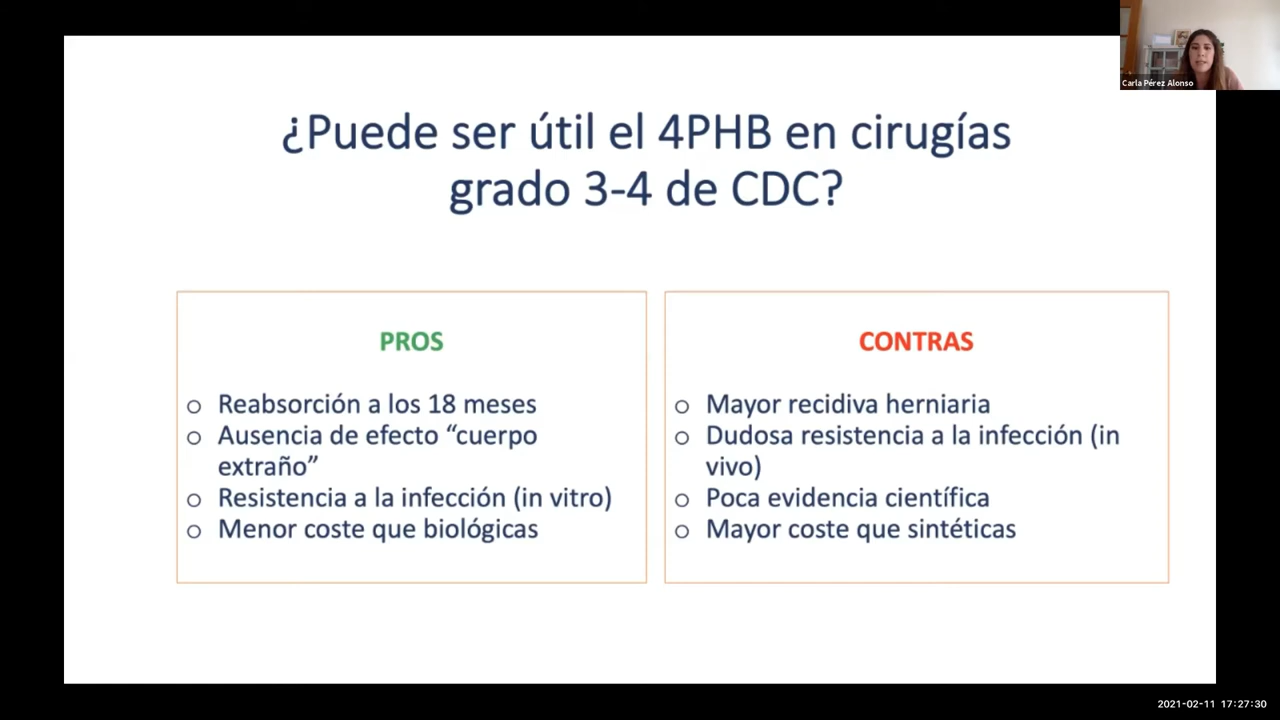 Carla Pérez Alonso
¿Puede ser útil el 4PHB en cirugías
grado 3-4 de CDC?
PROS
o Reabsorción a los 18 meses
o Ausencia de efecto “cuerpo
extraño”
o Resistencia a la infección (in vitro)
o Menor coste que biológicas
CONTRAS
o Mayor recidiva herniaria
o Dudosa resistencia a la infección (in
vivo)
o Poca evidencia científica
o Mayor coste que sintéticas
2021-02-11 17:27:30